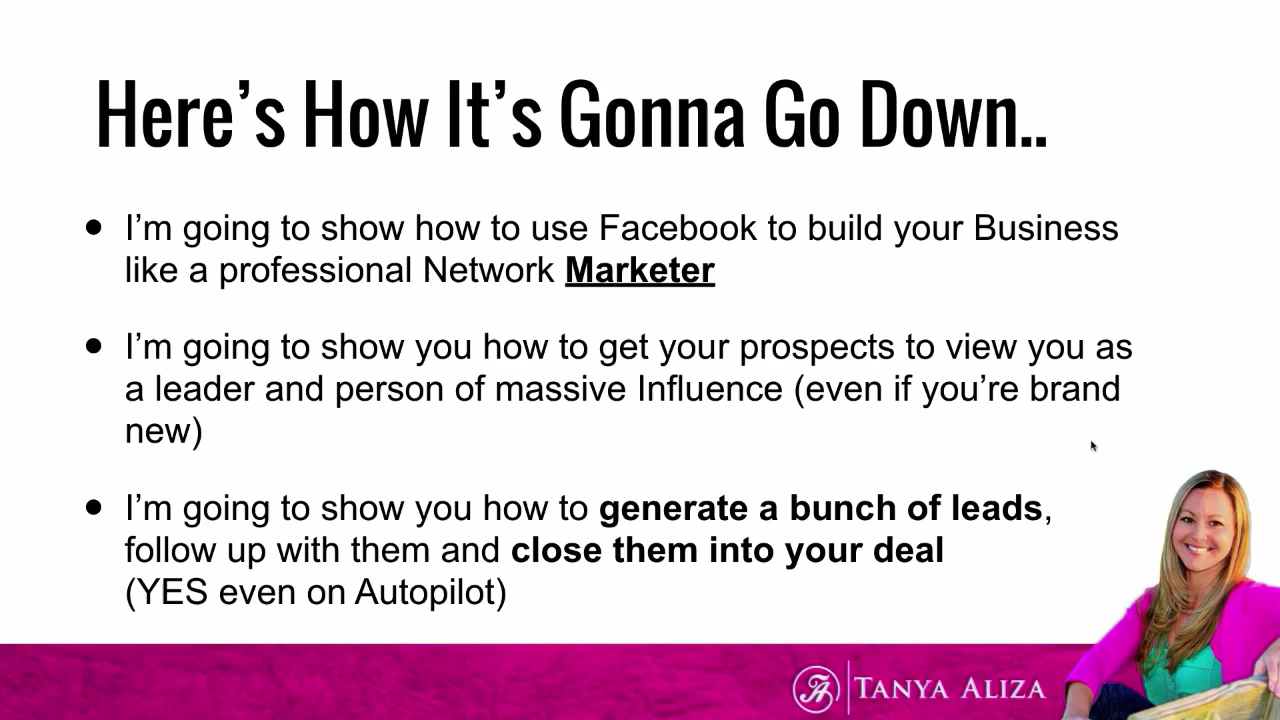 Here’s How It’s Gonna Go Down..
• I’m going to show how to use Facebook to build your Business
like a professional Network Marketer
• I’m going to show you how to get your prospects to view you as
a leader and person of massive Influence (even if you’re brand
new)
• I’m going to show you how to generate a bunch of leads,
follow up with them and close them into your deal
(YES even on Autopilot)
TANYA ALIZA